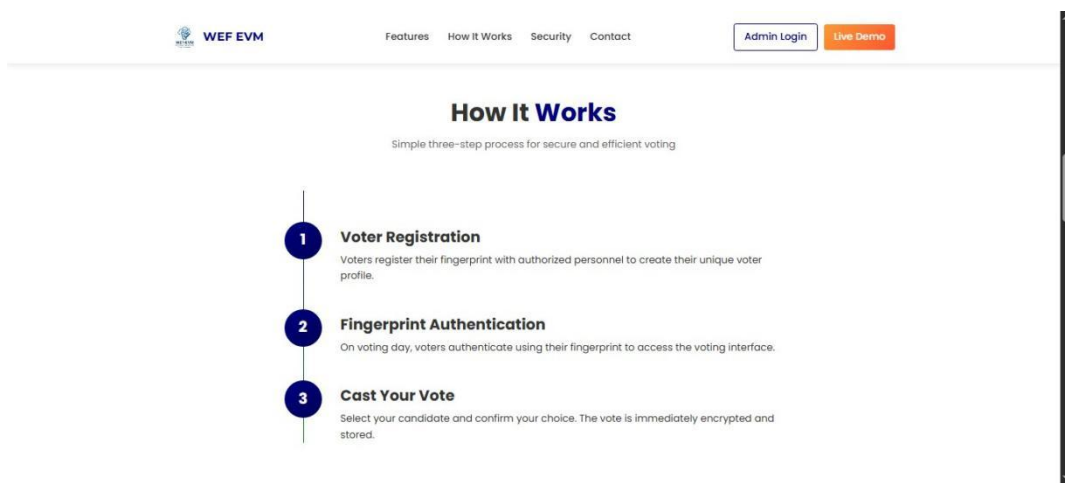 WEF EVM
Features How It Works Security Contact
Admin Login Live Demo
How It Works
Simple three-step process for secure and efficient voting
1 Voter Registration
Voters register their fingerprint with authorized personnel to create their unique voter
profile.
2 Fingerprint Authentication
On voting day, voters authenticate using their fingerprint to access the voting interface.
3 Cast Your Vote
Select your candidate and confirm your choice. The vote is immediately encrypted and
stored.